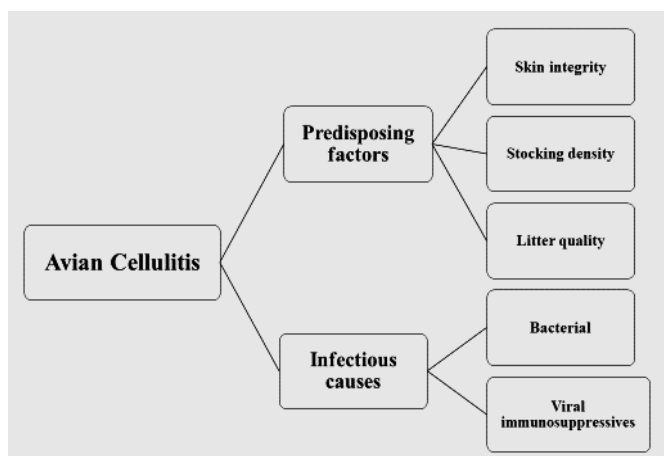 Skin integrity
Predisposing
factors
Stocking density
Litter quality
Avian Cellulitis
Bacterial
Infectious
causes
Viral
immunosuppressives